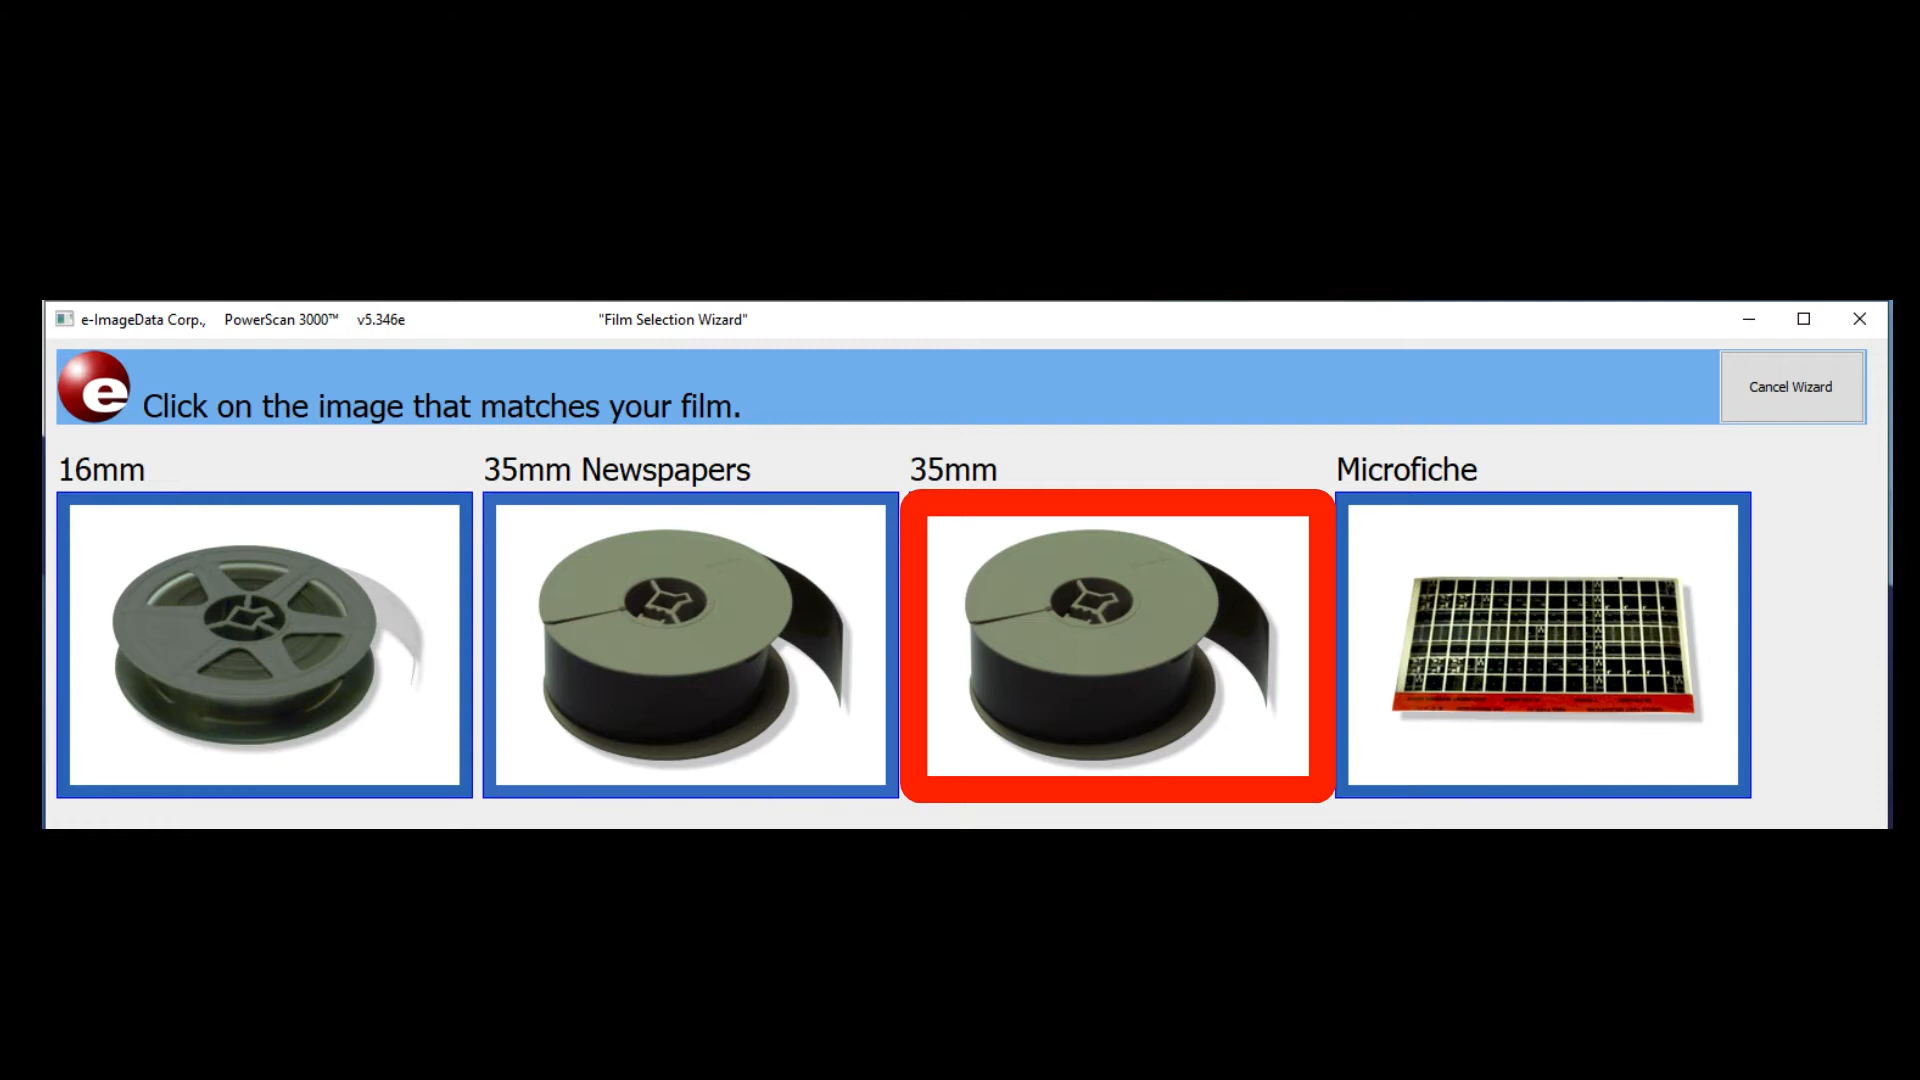 e-ImageData Corp., PowerScan 3000™ v5.346e "Film Selection Wizard"
e Click on the image that matches your film.
Cancel Wizard
16mm 35mm Newspapers 35mm Microfiche